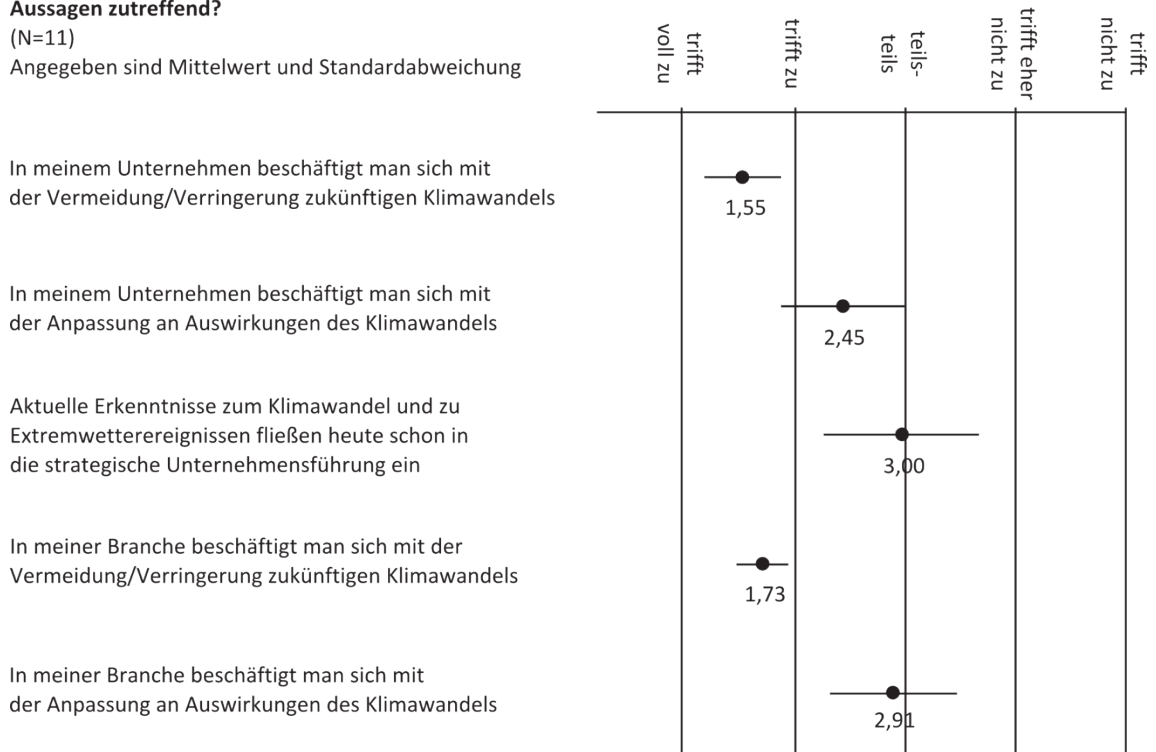 Aussagen zutreffend?
(N=11)
Angegeben sind Mittelwert und Standardabweichung
trifft
voll zu
trifft zu
teils-
teils
trifft eher
nicht zu
trifft
nicht zu
In meinem Unternehmen beschäftigt man sich mit
der Vermeidung/Verringerung zukünftigen Klimawandels
1,55
In meinem Unternehmen beschäftigt man sich mit
der Anpassung an Auswirkungen des Klimawandels
2,45
Aktuelle Erkenntnisse zum Klimawandel und zu
Extremwetterereignissen fließen heute schon in
die strategische Unternehmensführung ein
3,00
In meiner Branche beschäftigt man sich mit der
Vermeidung/Verringerung zukünftigen Klimawandels
1,73
In meiner Branche beschäftigt man sich mit
der Anpassung an Auswirkungen des Klimawandels
2,91